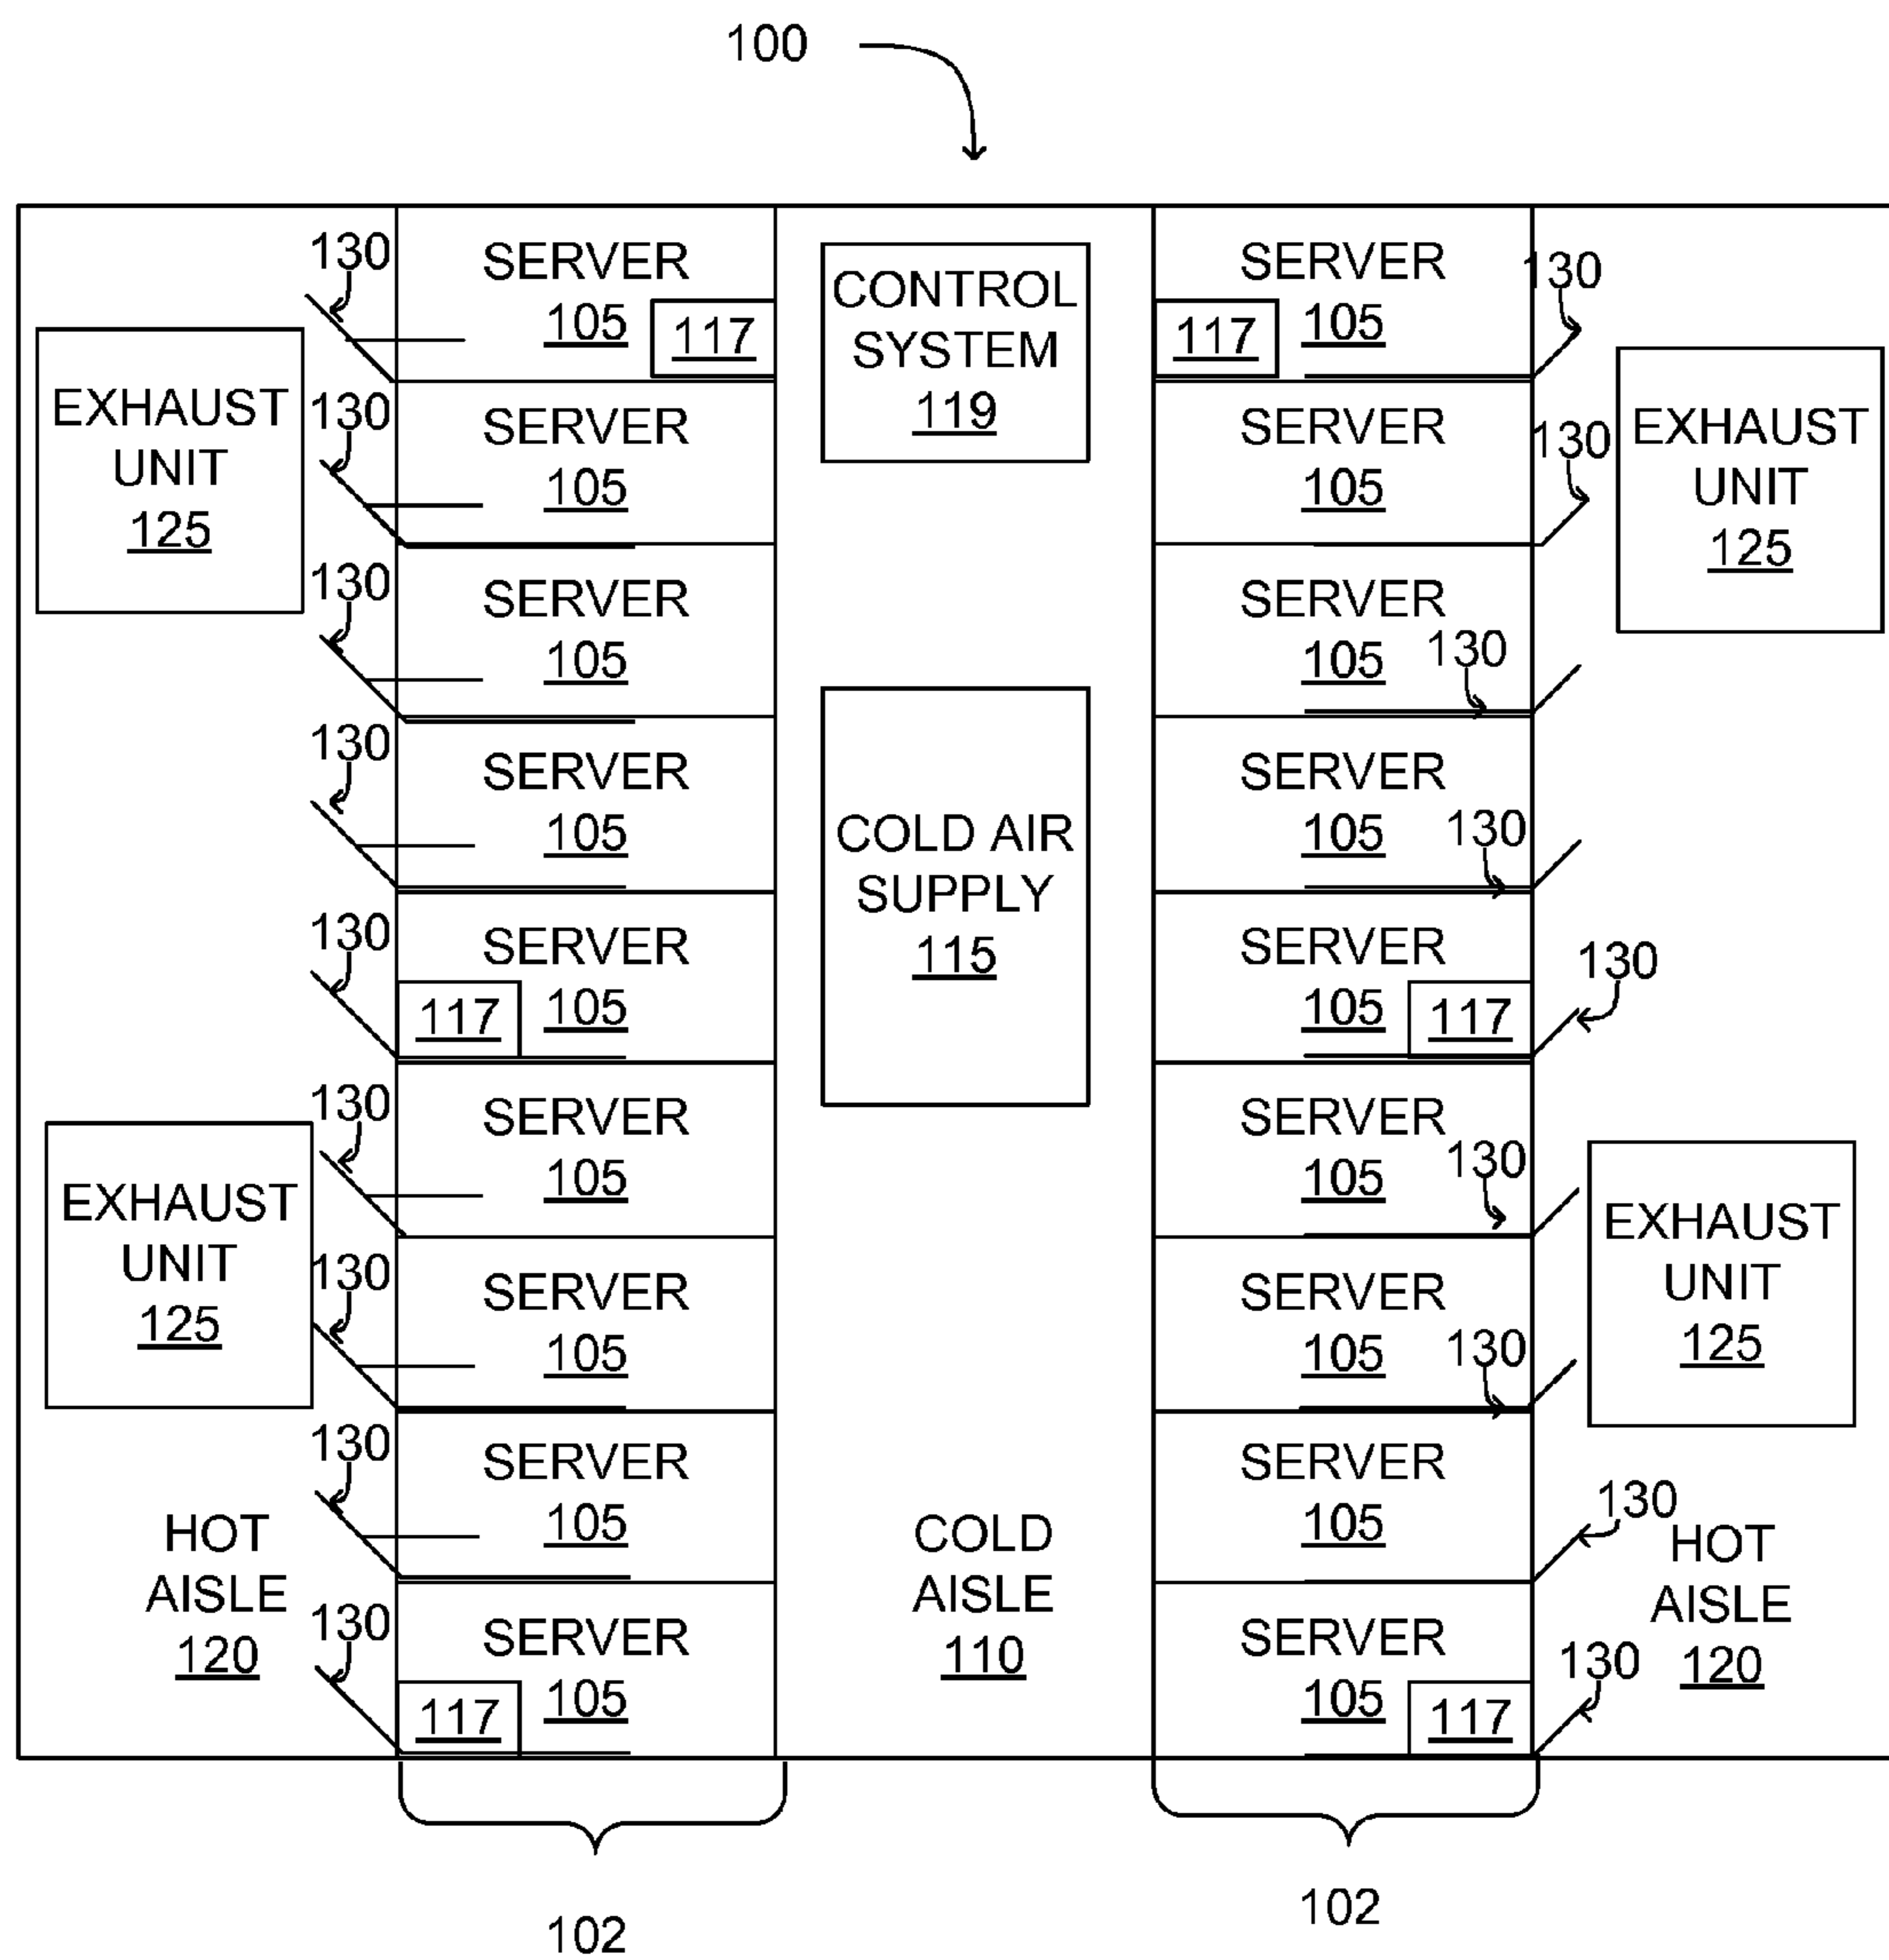 100
130
SERVER
105
117
CONTROL
SYSTEM
119
117
SERVER
105
130
EXHAUST
UNIT
125
130
SERVER
105
SERVER
105
130
EXHAUST
UNIT
125
130
SERVER
105
SERVER
105
130
130
SERVER
105
COLD AIR
SUPPLY
115
SERVER
105
130
130
SERVER
105
117
SERVER
105
117
130
130
SERVER
105
SERVER
105
130
EXHAUST
UNIT
125
130
SERVER
105
SERVER
105
130
EXHAUST
UNIT
125
130
SERVER
105
SERVER
105
130
HOT
AISLE
120
COLD
AISLE
110
HOT
AISLE
120
130
SERVER
105
117
SERVER
105
117
130
102
102